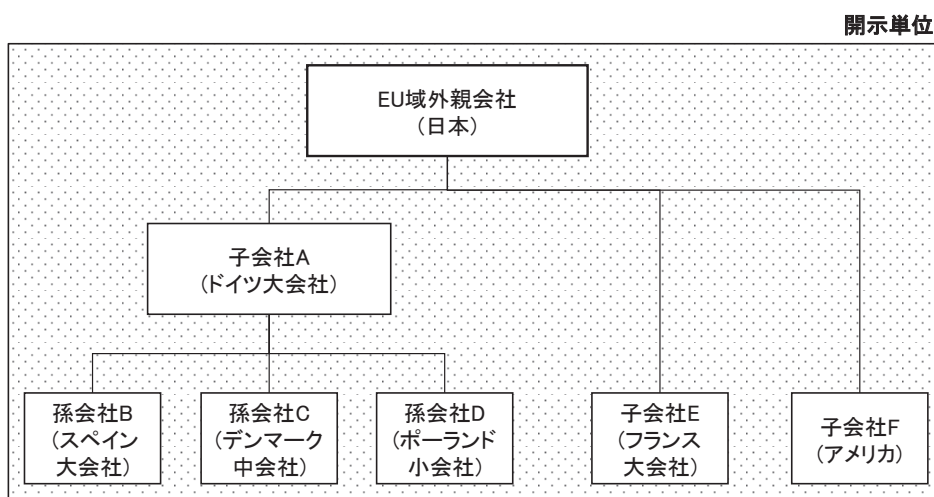 開示単位
EU域外親会社
（日本）
子会社A
（ドイツ大会社）
孫会社B
（スペイン
大会社）
孫会社C
（デンマーク
中会社）
孫会社D
（ポーランド
小会社）
子会社E
（フランス
大会社）
子会社F
（アメリカ）